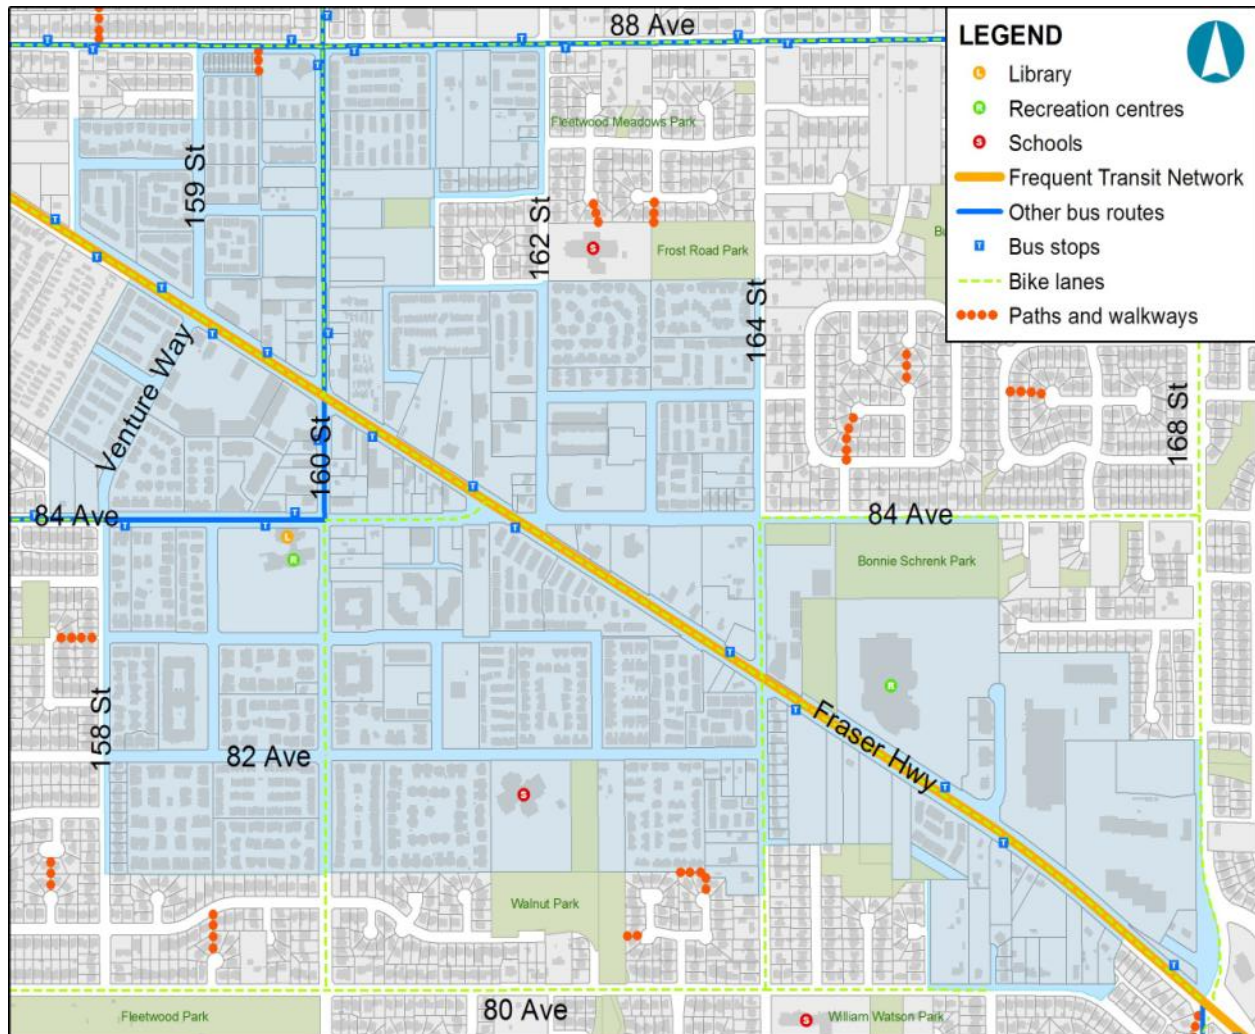 88 Ave
LEGEND
L Library
R Recreation centres
S Schools
Frequent Transit Network
Other bus routes
T Bus stops
Bike lanes
Paths and walkways
Fleetwood Meadows Park
159 St
162 St
Frost Road Park
164 St
Venture Way
160 St
168 St
84 Ave
84 Ave
Bonnie Schrenk Park
158 St
82 Ave
Fraser Hwy
Walnut Park
80 Ave
Fleetwood Park
William Watson Park